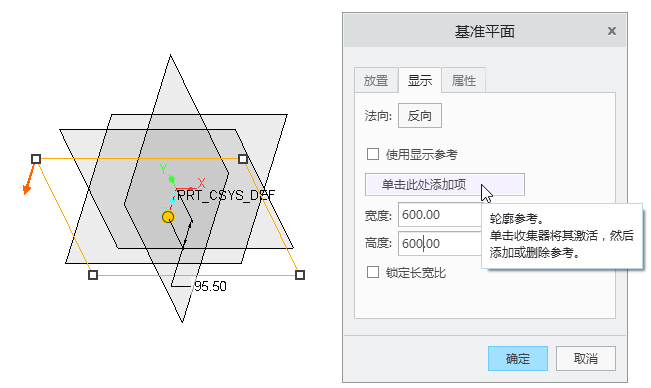 基准平面
x
放置 显示 属性
法向: 反向
使用显示参考
单击此处添加项
宽度: 600.00
高度: 600.00
锁定长宽比
轮廓参考。
单击收集器将其激活，然后
添加或删除参考。
确定 取消
Y
X
PRT_CSYS_DEF
95.50